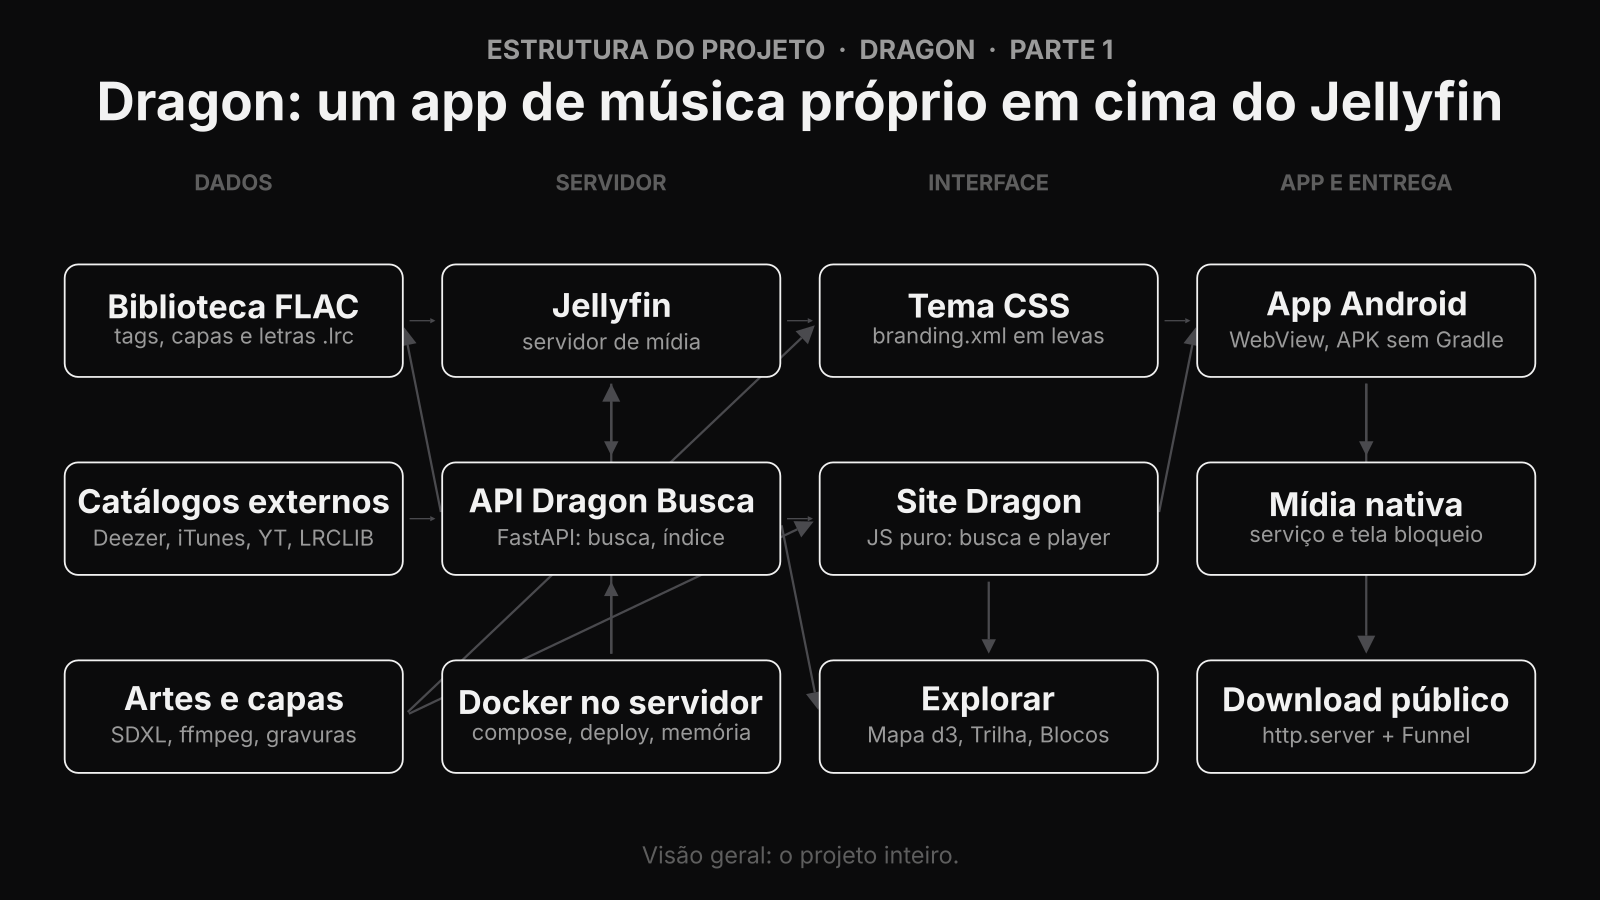 ESTRUTURA DO PROJETO · DRAGON · PARTE 1
Dragon: um app de música próprio em cima do Jellyfin
DADOS
SERVIDOR
INTERFACE
APP E ENTREGA
Biblioteca FLAC
tags, capas e letras .lrc
Jellyfin
servidor de mídia
Tema CSS
branding.xml em levas
App Android
WebView, APK sem Gradle
Catálogos externos
Deezer, iTunes, YT, LRCLIB
API Dragon Busca
FastAPI: busca, índice
Site Dragon
JS puro: busca e player
Mídia nativa
serviço e tela bloqueio
Artes e capas
SDXL, ffmpeg, gravuras
Docker no servidor
compose, deploy, memória
Explorar
Mapa d3, Trilha, Blocos
Download público
http.server + Funnel
Visão geral: o projeto inteiro.